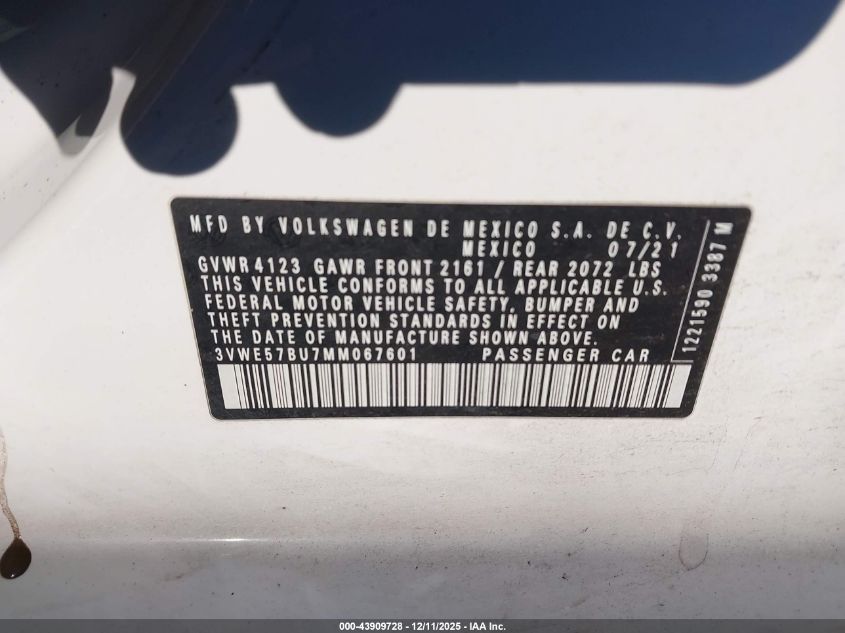 MFD BY VOLKSWAGEN DE MEXICO S.A. DE C.V.
MEXICO 07/21
GVWR 4123 GAWR FRONT 2161 / REAR 2072 LBS
THIS VEHICLE CONFORMS TO ALL APPLICABLE U.S.
FEDERAL MOTOR VEHICLE SAFETY, BUMPER AND
THEFT PREVENTION STANDARDS IN EFFECT ON
THE DATE OF MANUFACTURE SHOWN ABOVE.
3VWE57BU7MM067601 PASSENGER CAR
1221590 3387 M
000-43909728 - 12/11/2025 - IAA Inc.